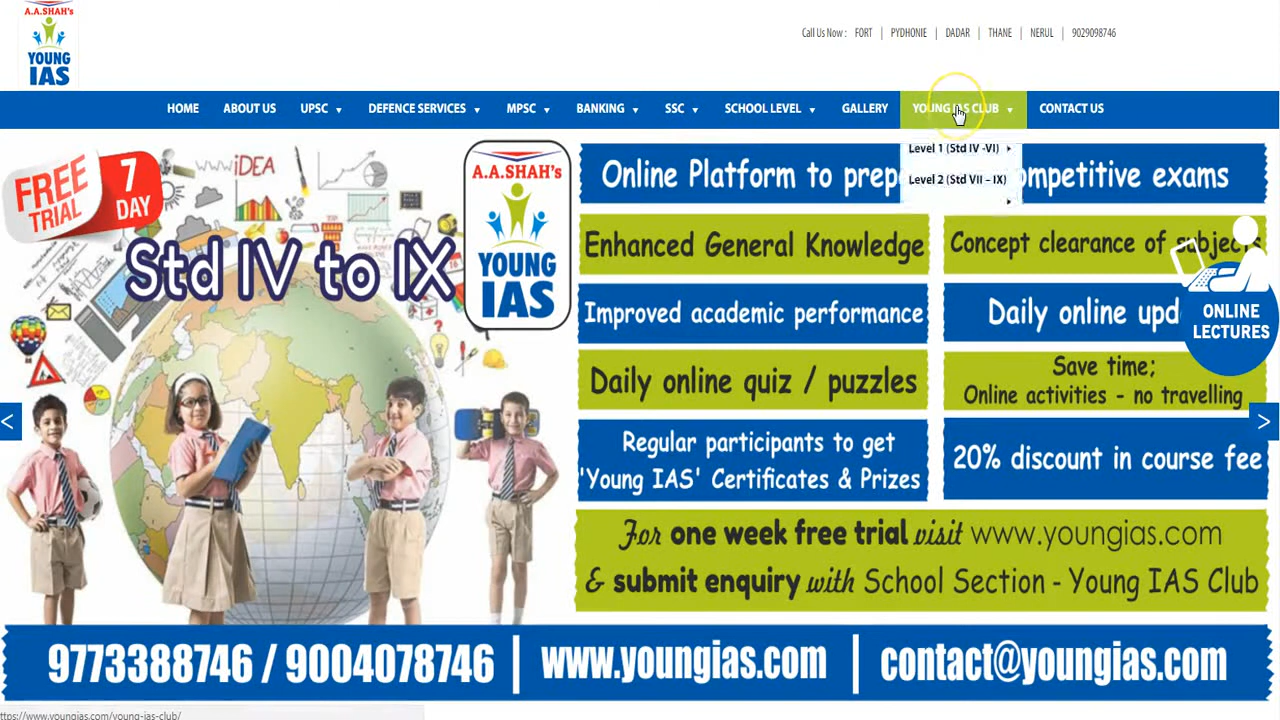 A.A.SHAH's
YOUNG
IAS
Call Us Now : FORT | PYDHONIE | DADAR | THANE | NERUL | 9029098746
HOME ABOUT US UPSC ▼ DEFENCE SERVICES ▼ MPSC ▼ BANKING ▼ SSC ▼ SCHOOL LEVEL ▼ GALLERY YOUNG IAS CLUB ▼ CONTACT US
Level 1 (Std IV -VI)
Level 2 (Std VII – IX)
FREE
TRIAL
7
DAY
iDEA
Std IV to IX
A.A.SHAH's
YOUNG
IAS
Online Platform to prep ompetitive exams
Enhanced General Knowledge
Concept clearance of subjects
Improved academic performance
Daily online upd
ONLINE
LECTURES
Daily online quiz / puzzles
Save time;
Online activities - no travelling
Regular participants to get
'Young IAS' Certificates & Prizes
20% discount in course fee
< >
For one week free trial visit www.youngias.com
& submit enquiry with School Section - Young IAS Club
9773388746 / 9004078746 | www.youngias.com | contact@youngias.com
ttps://www.youngias.com/young-ias-club/